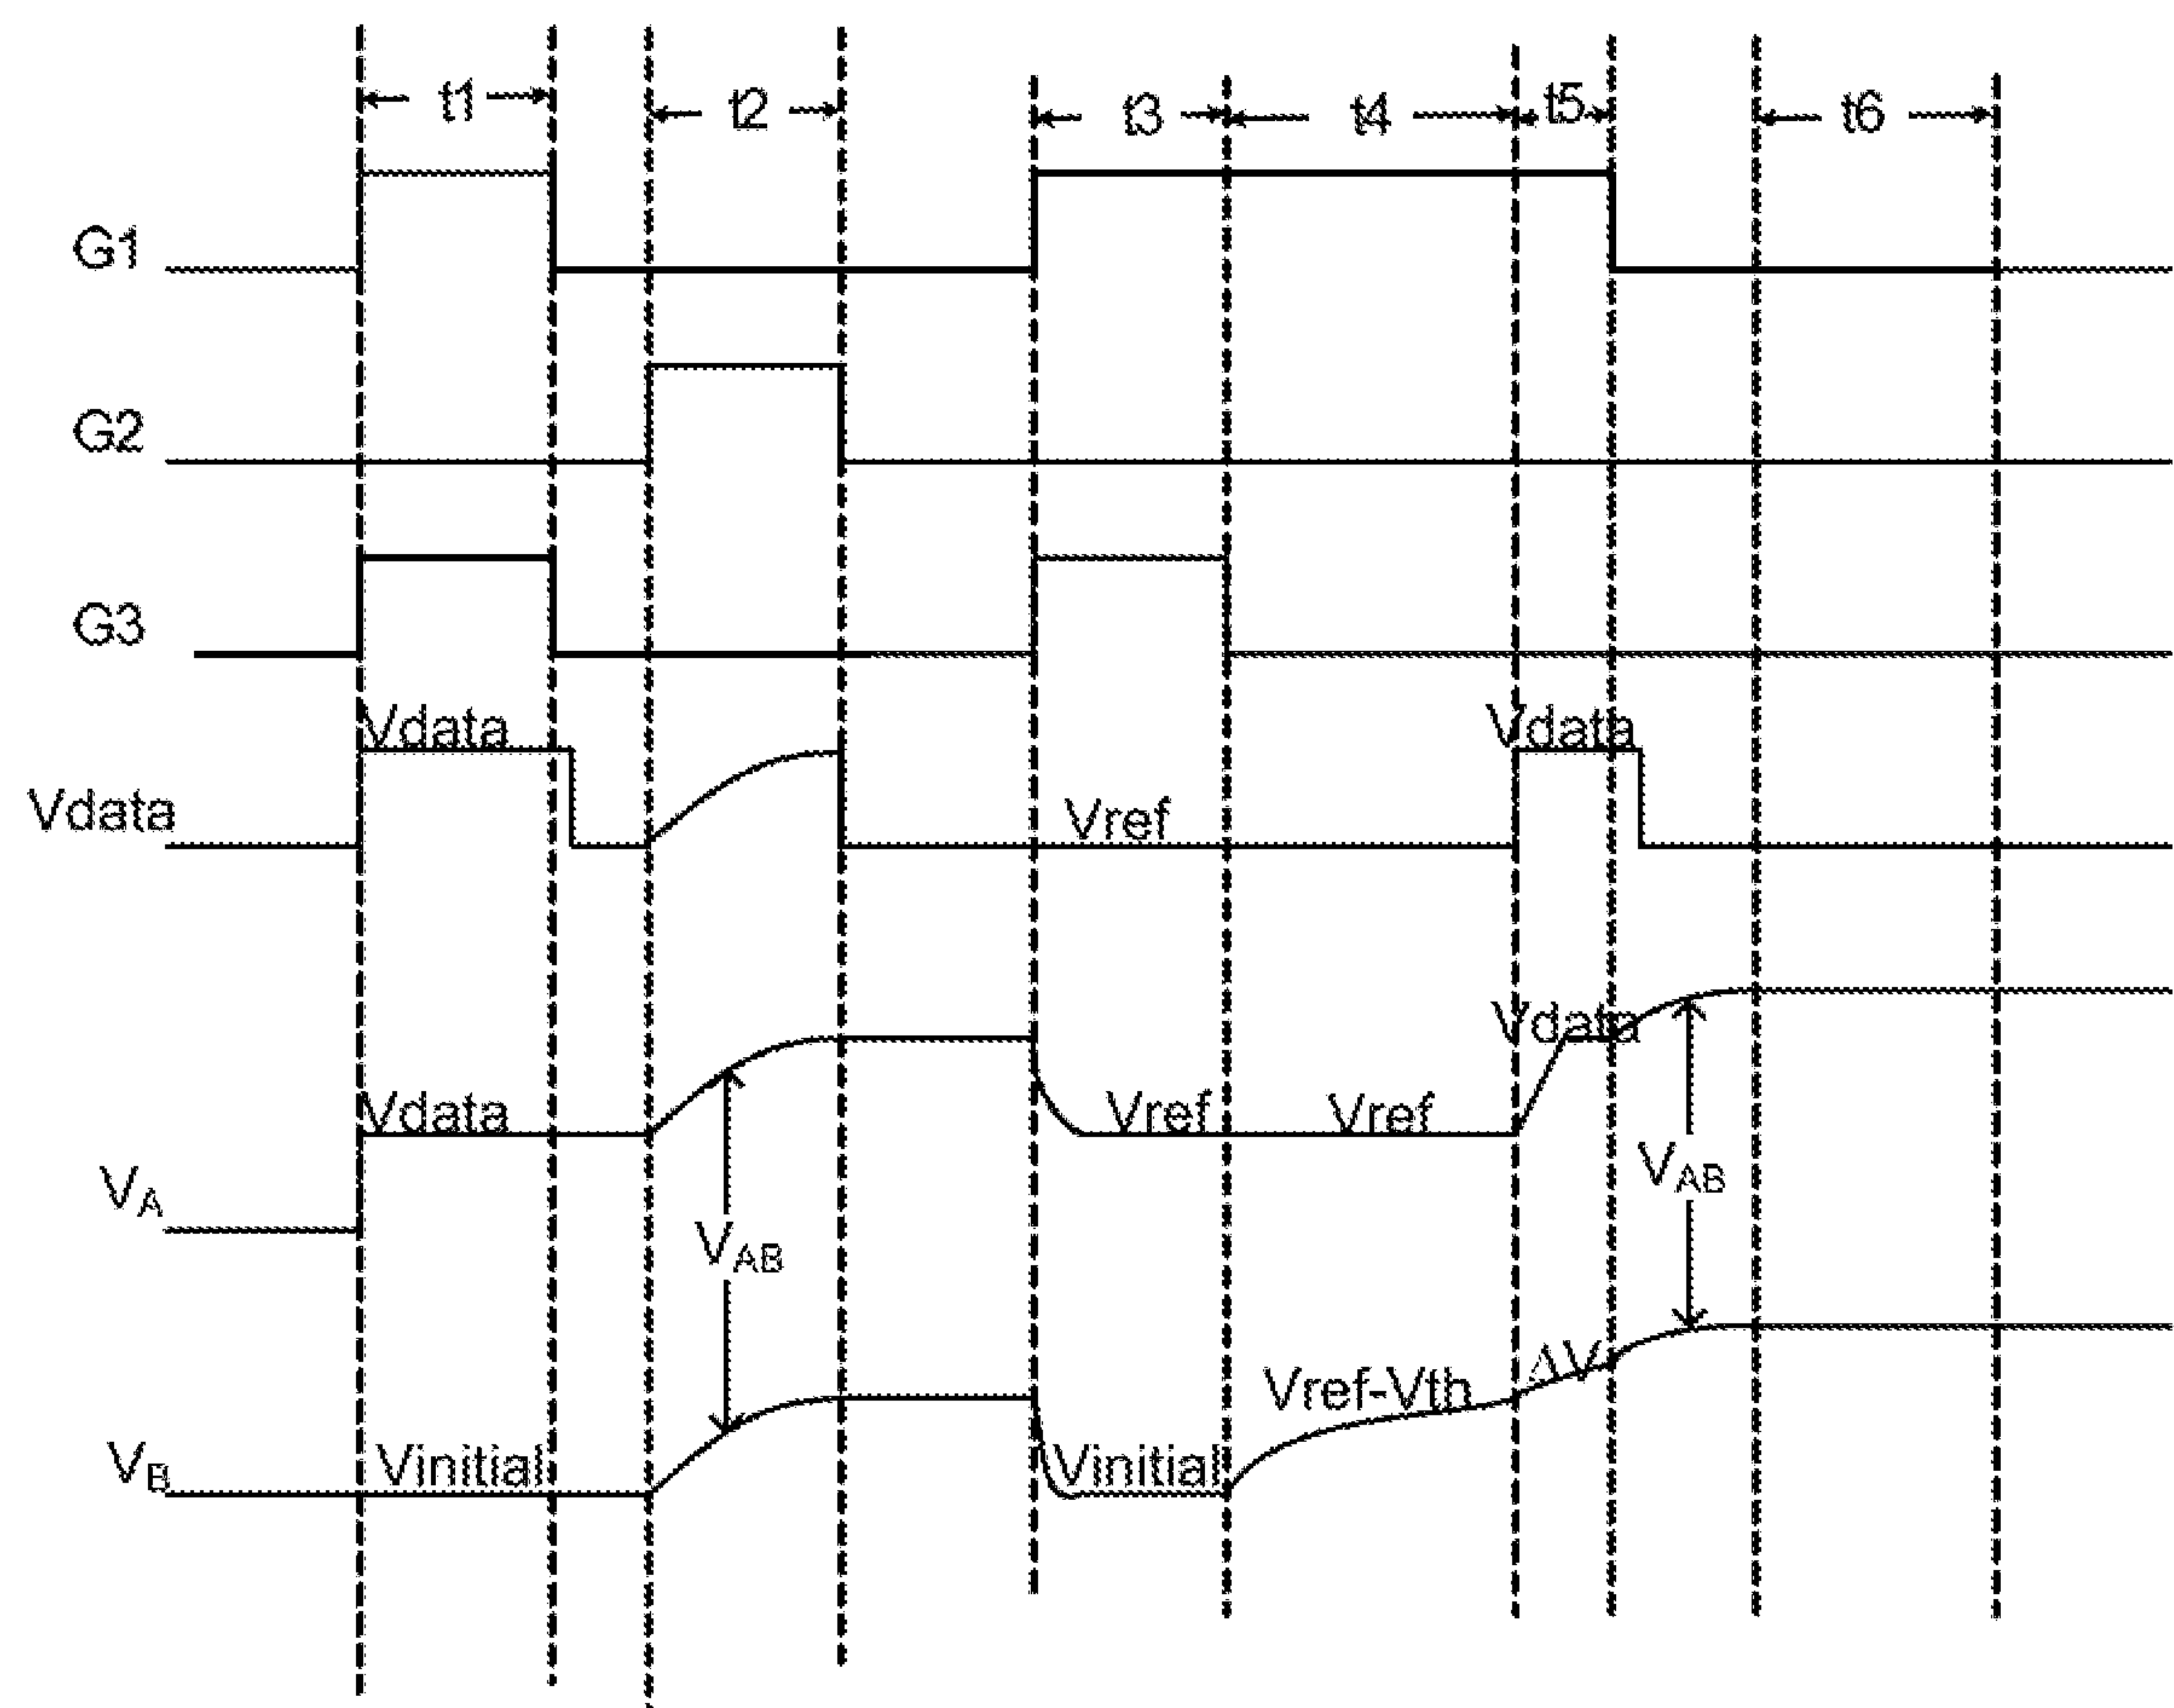 t1 t2 t3 t4 t5 t6
G1
G2
G3
Vdata Vdata
Vdata Vref
Vdata
Vdata Vref Vref
VA VAB VAB
Vref-Vth ΔV
VB Vinitial Vinitial